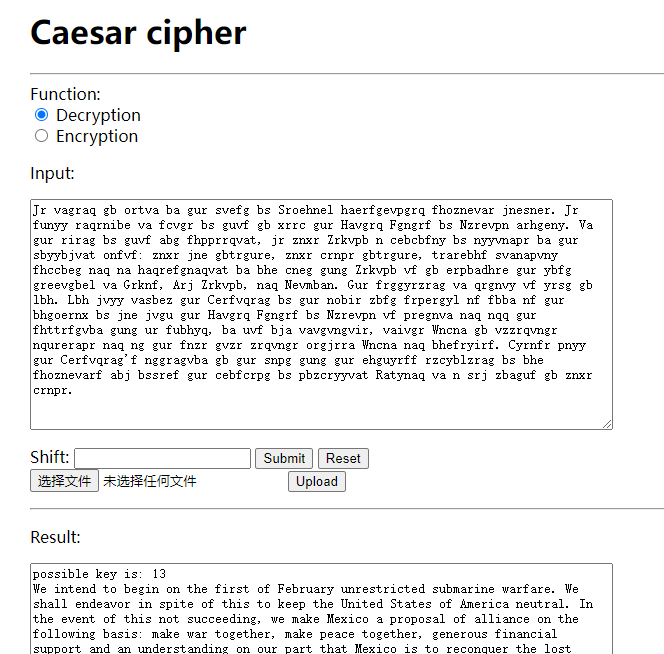 Caesar cipher
Function:
Decryption
Encryption
Input:
Jr vagraq gb ortva ba gur svefg bs Sroehnel haerfgevpgrq fhoznevar jnesner. Jr
funyy raqrnibe va fcvgr bs guvf gb xrrc gur Havgrq Fgngrf bs Nzrevpn arhgeny. Va
gur rirag bs guvf abg fhpprrqvat, jr znxr Zrkvpb n cebcbfny bs nyyvnapr ba gur
sbyybjvat onfvf: znxr jne gbtrgure, znxr crnpr gbtrgure, trarebhf svanapvny
fhccbeg naq na haqrefgnaqvat ba bhe cneg gung Zrkvpb vf gb erpbadhre gur ybfg
greevgbel va Grknf, Arj Zrkvpb, naq Nevmban. Gur frggyrzrag va qrgnvy vf yrsg gb
lbh. Lbh jvyy vasbez gur Cerfvqrag bs gur nobir zbfg frpergyl nf fbba nf gur
bhgoernx bs jne jvgu gur Havgrq Fgngrf bs Nzrevpn vf pregnva naq nqq gur
fhttrfgvba gung ur fubhyq, ba uvf bja vavgvngvir, vaivgr Wncna gb vzzrqvngr
nqurerapr naq ng gur fnzr gvzr zrqvngr orgjrra Wncna naq bhefryirf. Cyrnfr pnyy
gur Cerfvqrag'f nggragvba gb gur snpg gung gur ehguyrff rzcyblzrag bs bhe
fhoznevarf abj bssref gur cebfcrpg bs pbzcryyvat Ratynaq va n srj zbaguf gb znxr
crnpr.
Shift: Submit Reset
选择文件 未选择任何文件 Upload
Result:
possible key is: 13
We intend to begin on the first of February unrestricted submarine warfare. We
shall endeavor in spite of this to keep the United States of America neutral. In
the event of this not succeeding, we make Mexico a proposal of alliance on the
following basis: make war together, make peace together, generous financial
support and an understanding on our part that Mexico is to reconquer the lost